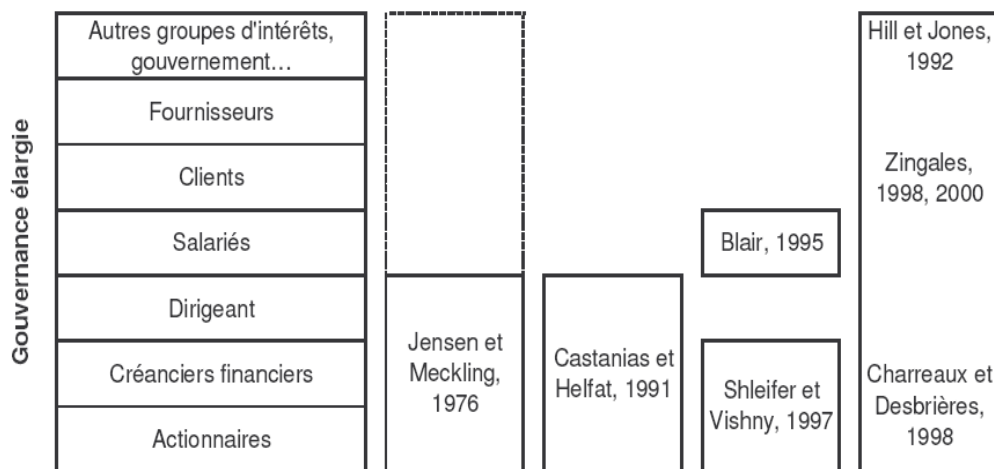 Gouvernance élargie
Autres groupes d'intérêts,
gouvernement…
Fournisseurs
Clients
Salariés
Dirigeant
Créanciers financiers
Actionnaires
Jensen et
Meckling,
1976
Castanias et
Helfat, 1991
Blair, 1995
Shleifer et
Vishny, 1997
Hill et Jones,
1992
Zingales,
1998, 2000
Charreaux et
Desbrières,
1998